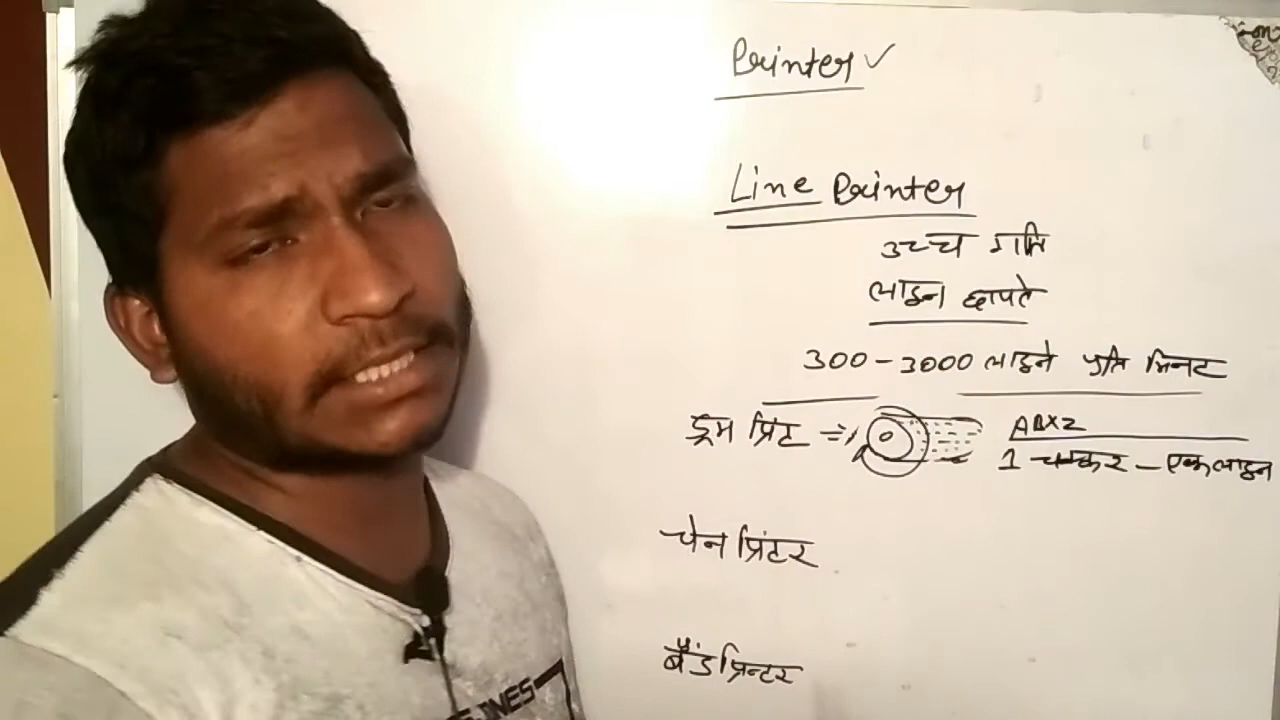 Printer ✓
Line Printer
उच्च गति
लाइन छापते
300 - 3000 लाइने प्रति मिनट
ड्रम प्रिंट ⇒
ABXZ
1 चक्कर - एक लाइन
चेन प्रिंटर
बैंड प्रिन्टर
JINES